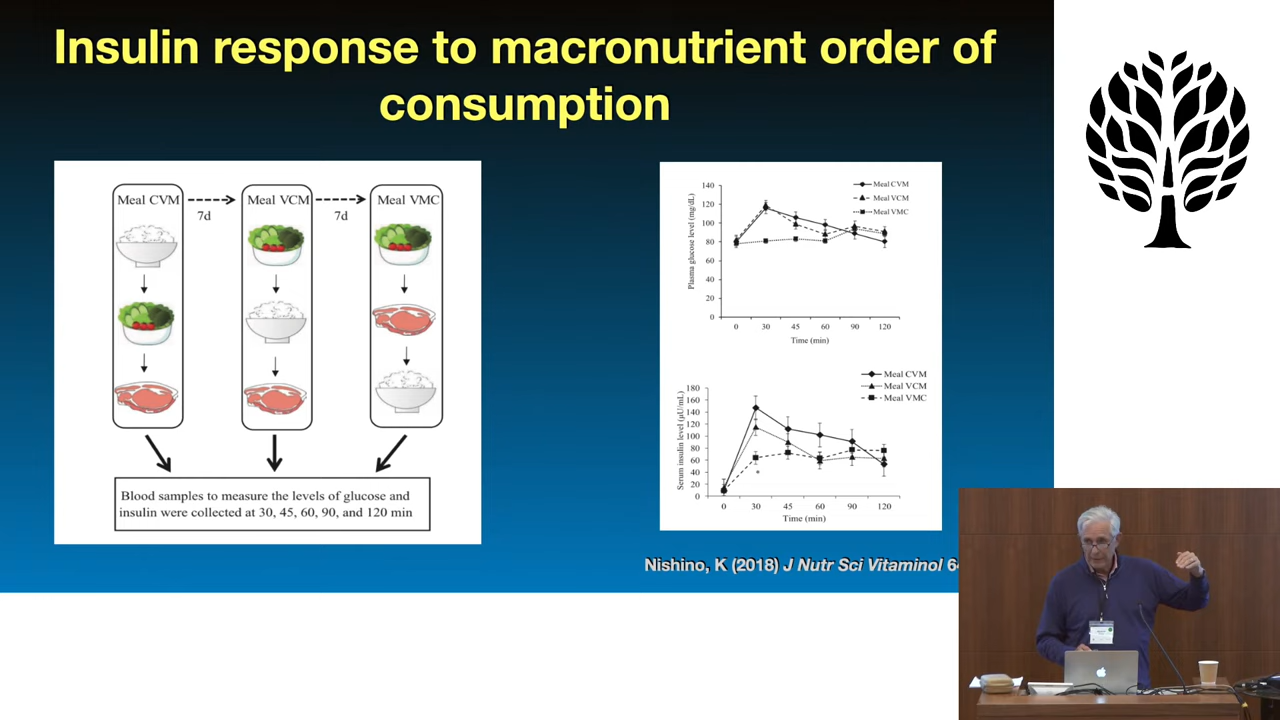 Insulin response to macronutrient order of
consumption
Meal CVM
7d
Meal VCM
7d
Meal VMC
Blood samples to measure the levels of glucose and
insulin were collected at 30, 45, 60, 90, and 120 min
Plasma glucose level (mg/dL)
140
120
100
80
60
40
20
0
0 30 45 60 90 120
Time (min)
Meal CVM
Meal VCM
Meal VMC
Serum insulin level (µU/mL)
180
160
140
120
100
80
60
40
20
0
*
0 30 45 60 90 120
Time (min)
Meal CVM
Meal VCM
Meal VMC
Nishino, K (2018) J Nutr Sci Vitaminol